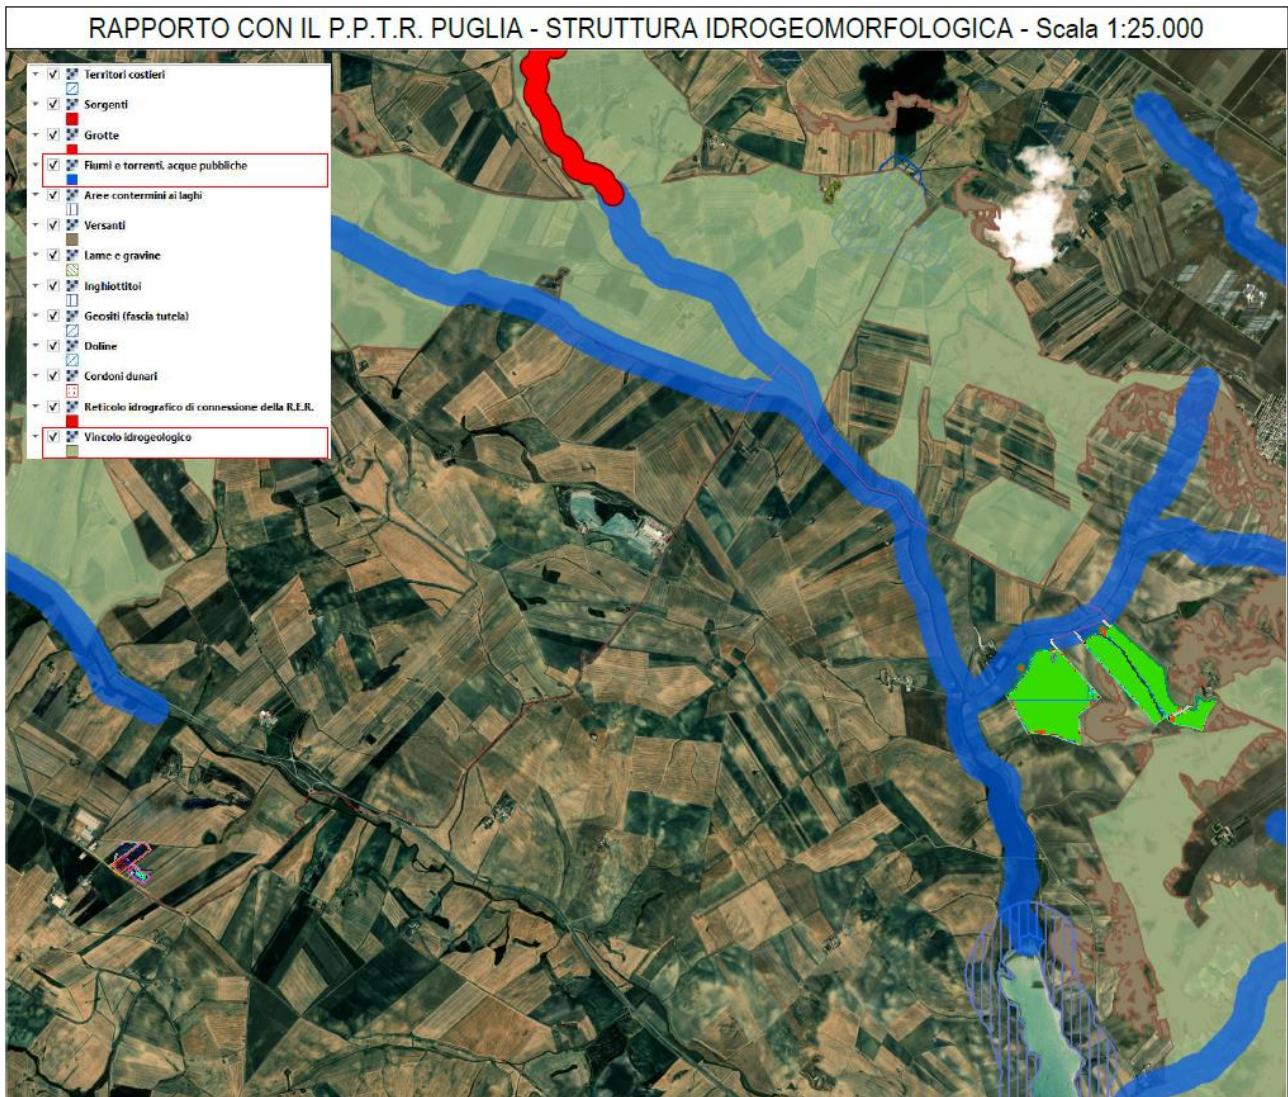 RAPPORTO CON IL P.P.T.R. PUGLIA - STRUTTURA IDROGEOMORFOLOGICA - Scala 1:25.000
Territori costieri
Sorgenti
Grotte
Fiumi e torrenti, acque pubbliche
Aree contermini ai laghi
Versanti
Lame e gravine
Inghiottitoi
Geositi (fascia tutela)
Doline
Cordoni dunari
Reticolo idrografico di connessione della R.E.R.
Vincolo idrogeologico